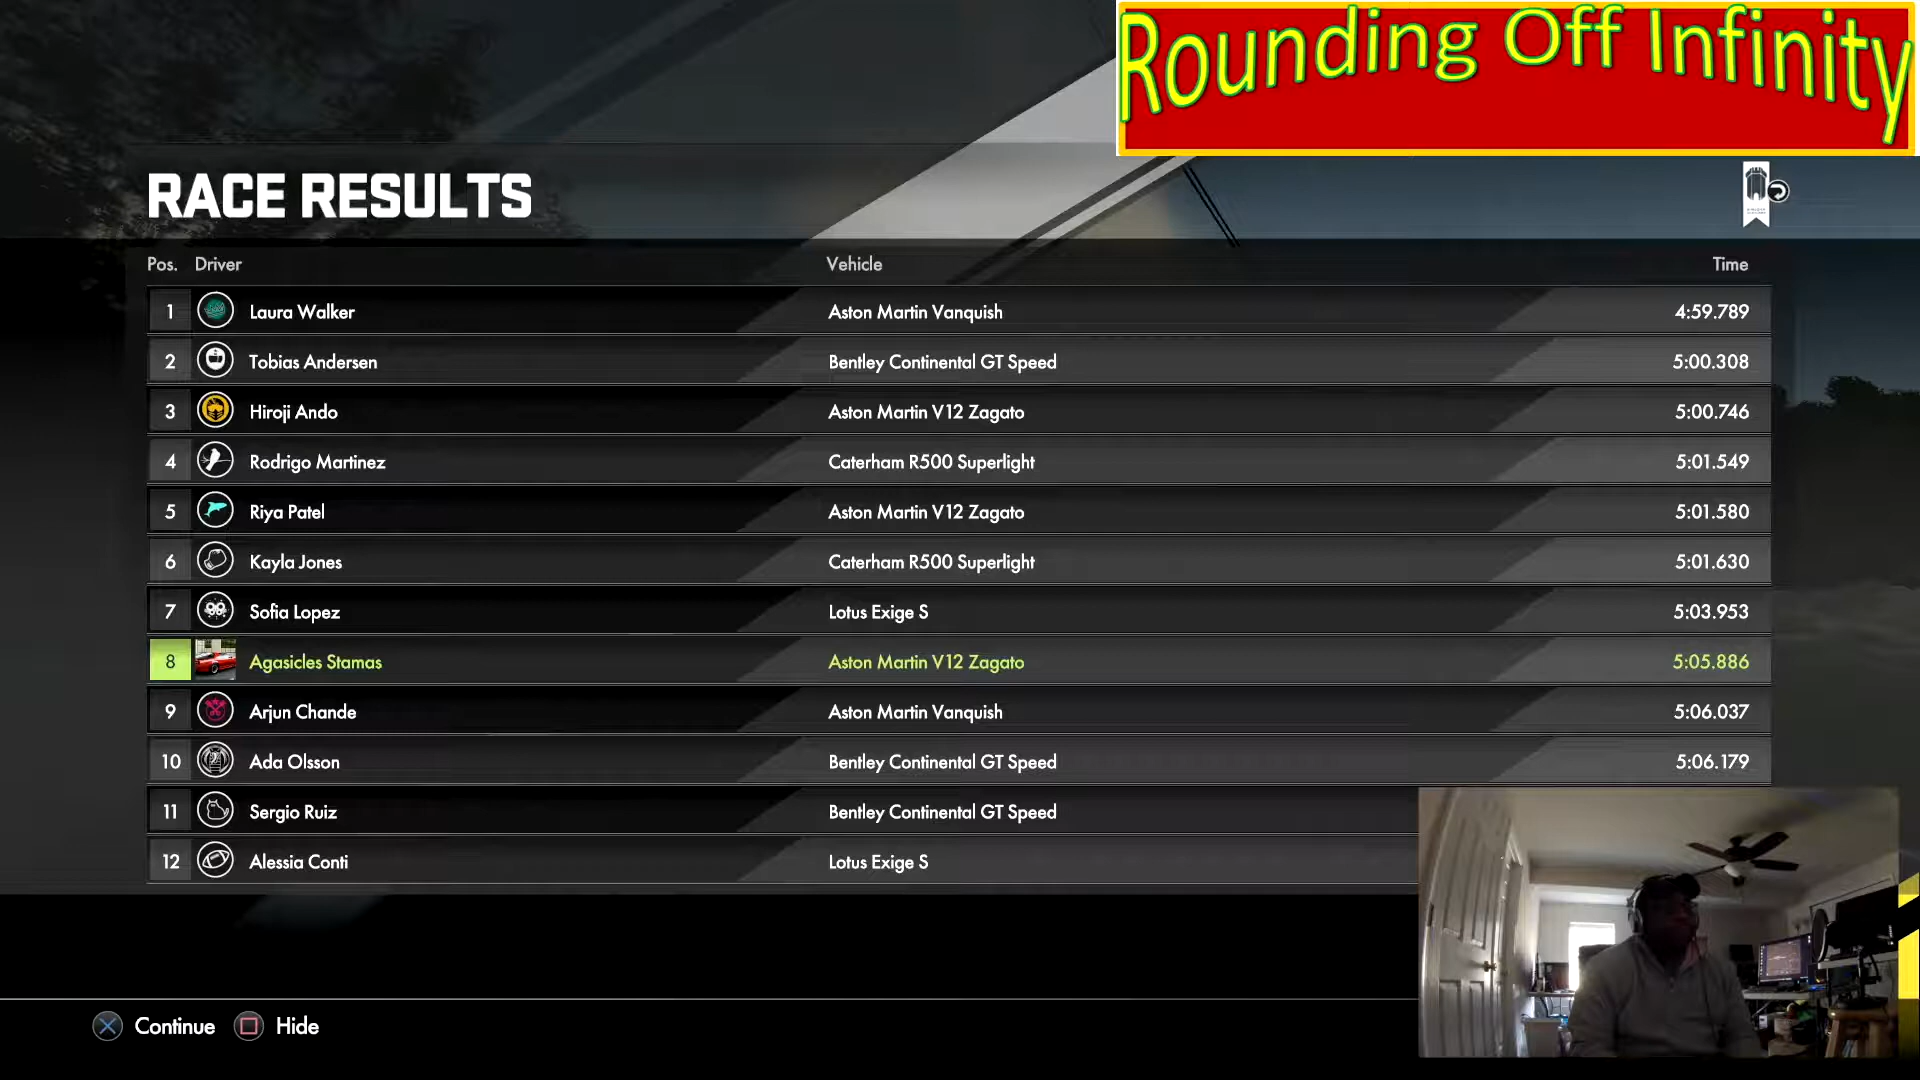 Rounding Off Infinity
RACE RESULTS
Pos. Driver Vehicle Time
1 Laura Walker Aston Martin Vanquish 4:59.789
2 Tobias Andersen Bentley Continental GT Speed 5:00.308
3 Hiroji Ando Aston Martin V12 Zagato 5:00.746
4 Rodrigo Martinez Caterham R500 Superlight 5:01.549
5 Riya Patel Aston Martin V12 Zagato 5:01.580
6 Kayla Jones Caterham R500 Superlight 5:01.630
7 Sofia Lopez Lotus Exige S 5:03.953
8 Agasicles Stamas Aston Martin V12 Zagato 5:05.886
9 Arjun Chande Aston Martin Vanquish 5:06.037
10 Ada Olsson Bentley Continental GT Speed 5:06.179
11 Sergio Ruiz Bentley Continental GT Speed
12 Alessia Conti Lotus Exige S
Continue Hide